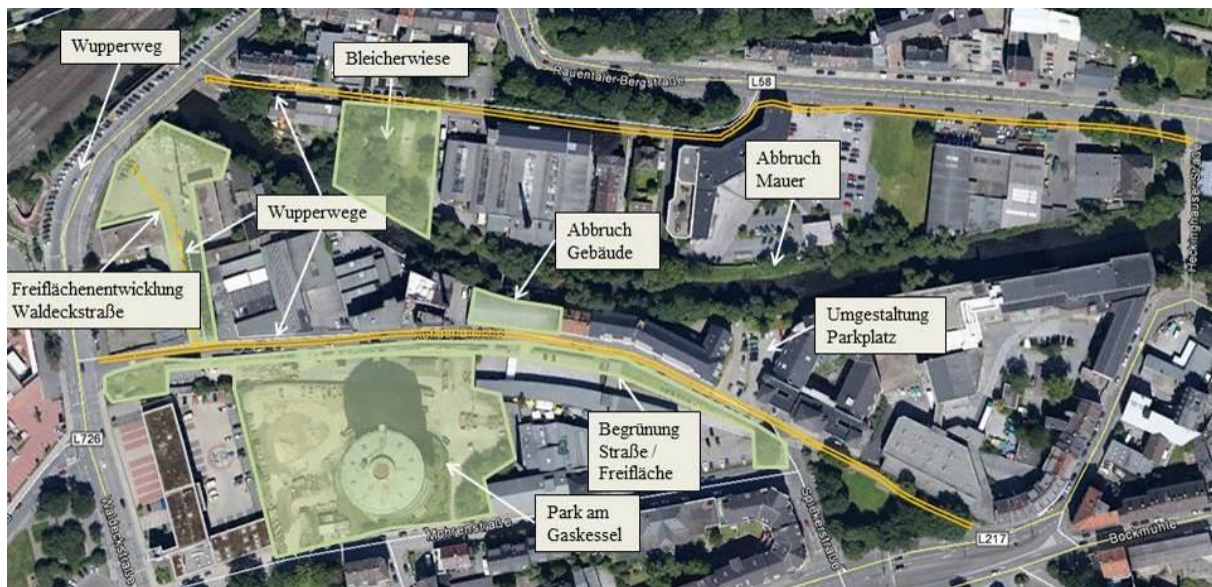 Wupperweg
Bleicherwiese
Rauentaler-Bergstraße
L58
Abbruch
Mauer
Heckinghauser-Straße
Wupperwege
Abbruch
Gebäude
Freiflächenentwicklung
Waldeckstraße
Umgestaltung
Parkplatz
L726
Begrünung
Straße /
Freifläche
Park am
Gaskessel
Waldeckstraße
Mohrenstraße
Spiekerstraße
L217
Bockmühle